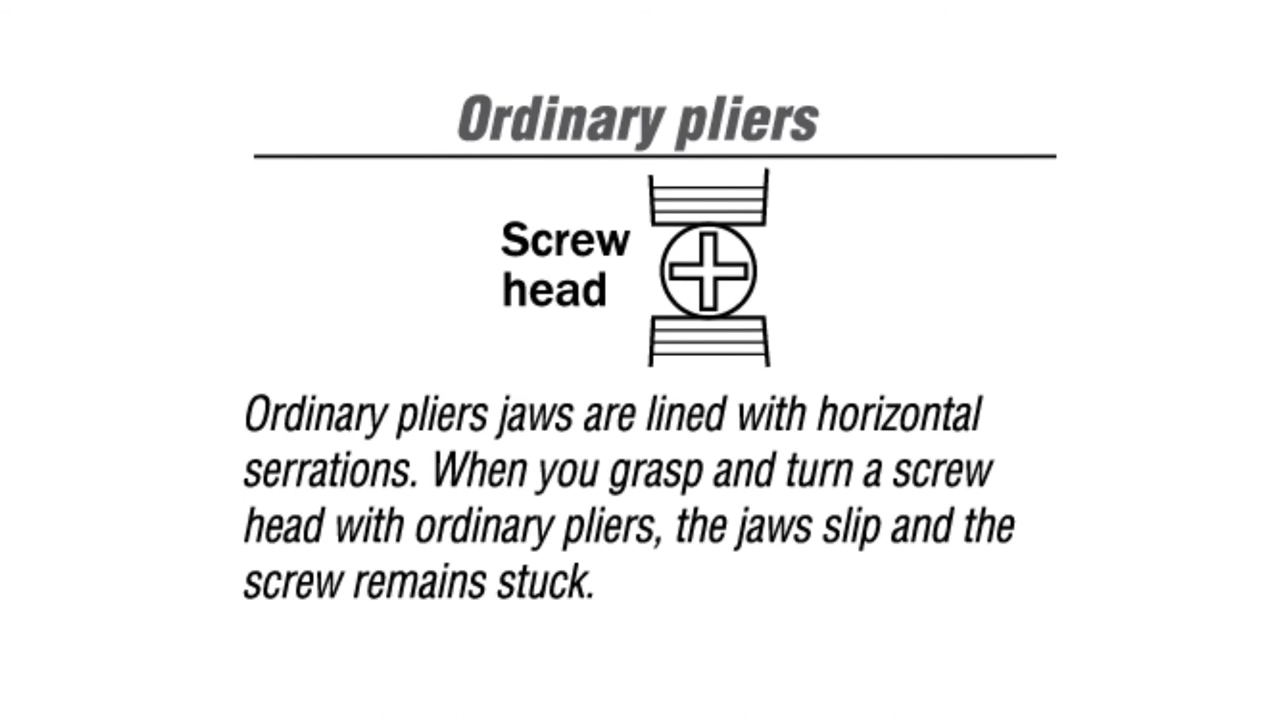 Ordinary pliers
Screw
head
Ordinary pliers jaws are lined with horizontal
serrations. When you grasp and turn a screw
head with ordinary pliers, the jaws slip and the
screw remains stuck.